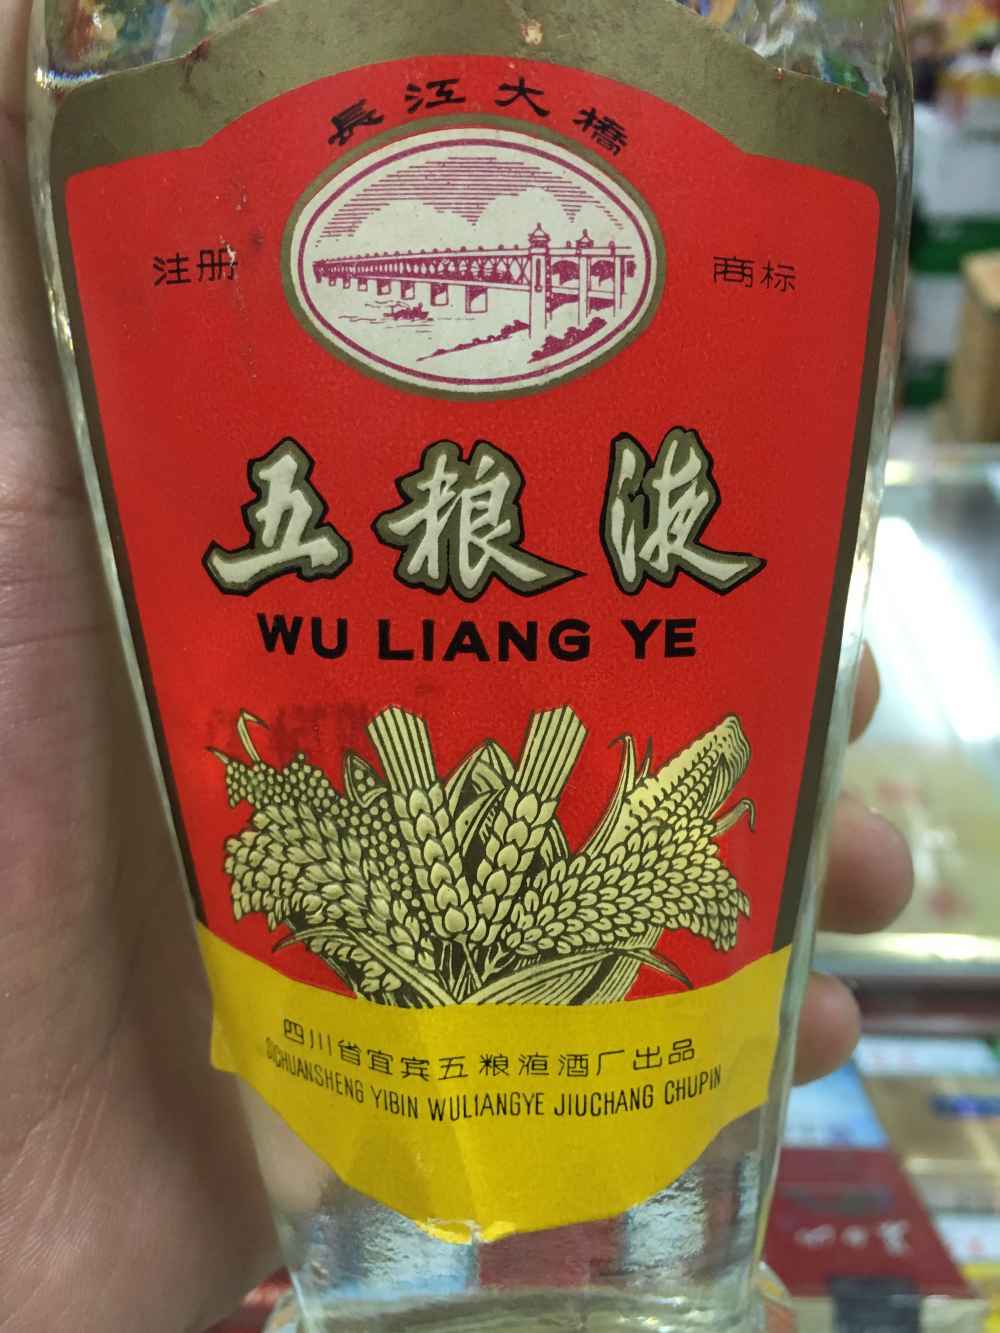 長江大橋
注册 商标
五粮液
WU LIANG YE
四川省宜宾五粮液酒厂出品
SICHUANSHENG YIBIN WULIANGYE JIUCHANG CHUPIN